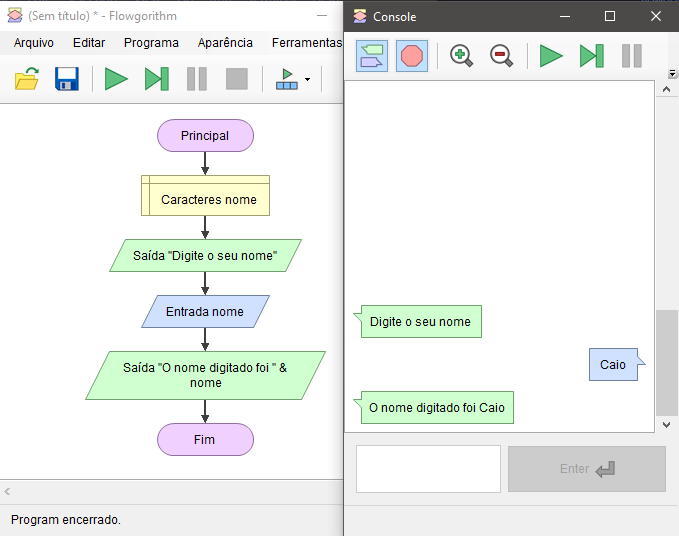 (Sem título) * - Flowgorithm
Arquivo Editar Programa Aparência Ferramentas
Principal
Caracteres nome
Saída "Digite o seu nome"
Entrada nome
Saída "O nome digitado foi " &
nome
Fim
Program encerrado.
Console
Digite o seu nome
Caio
O nome digitado foi Caio
Enter